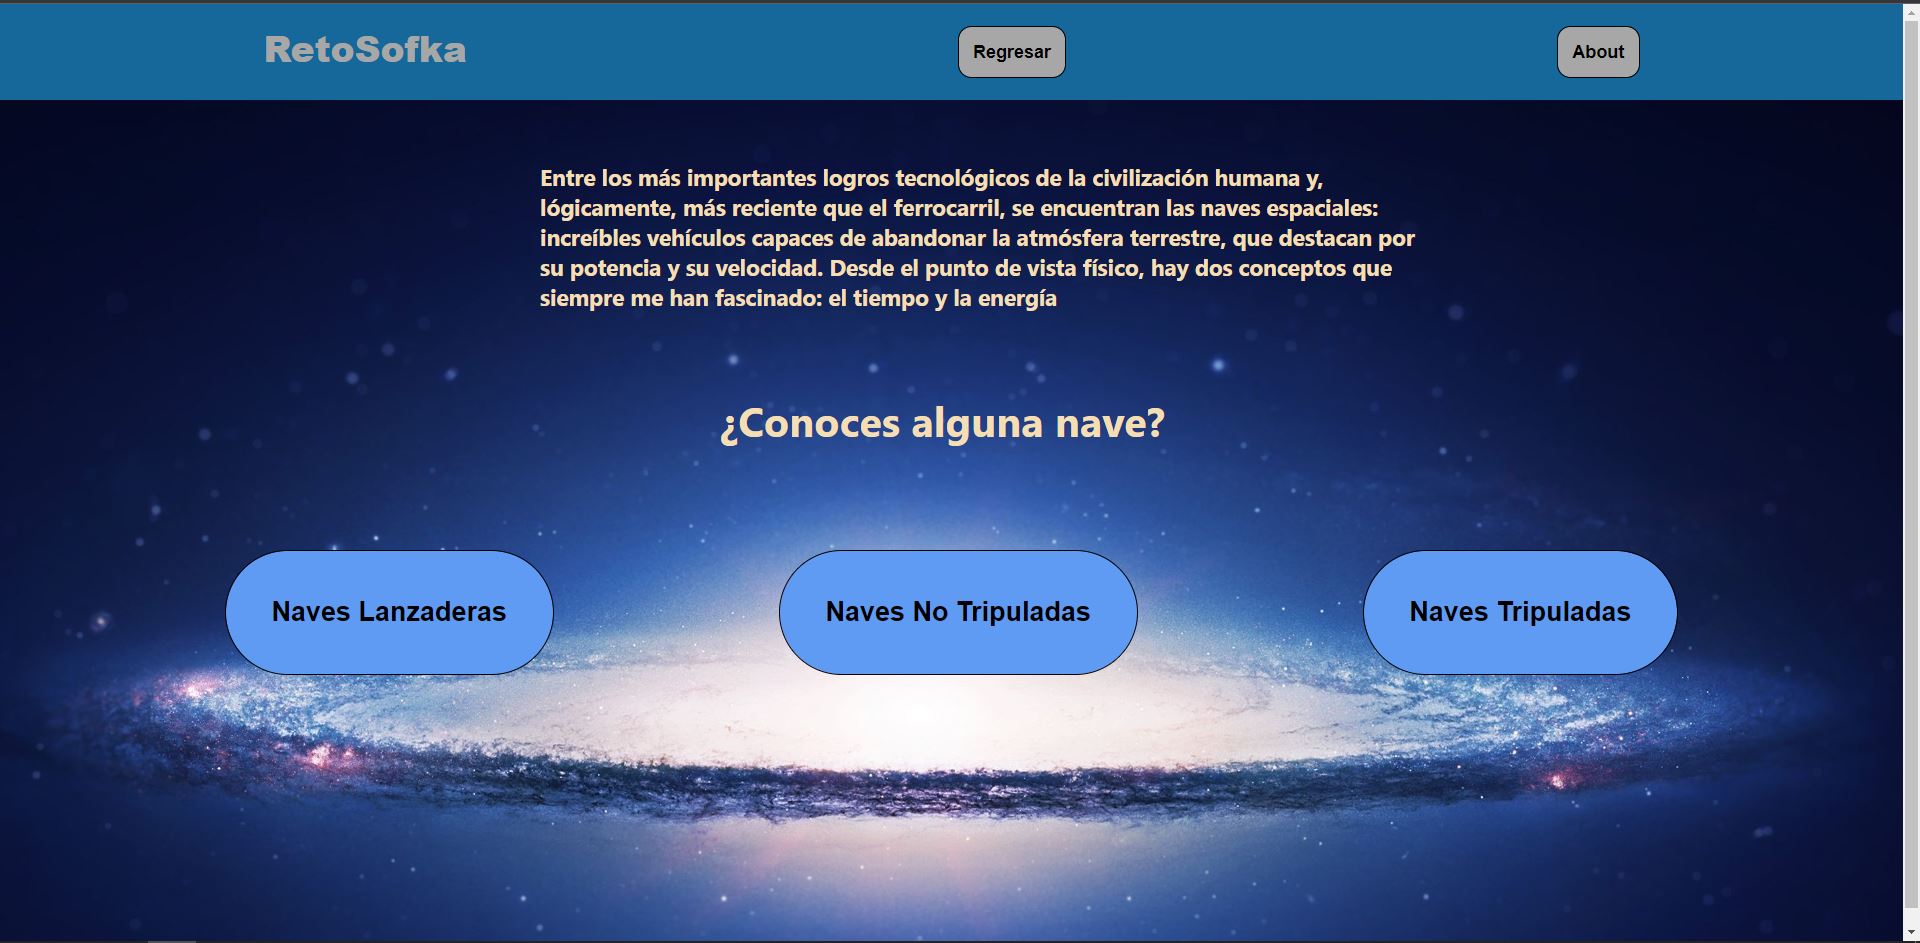 RetoSofka
Regresar
About
Entre los más importantes logros tecnológicos de la civilización humana y,
lógicamente, más reciente que el ferrocarril, se encuentran las naves espaciales:
increíbles vehículos capaces de abandonar la atmósfera terrestre, que destacan por
su potencia y su velocidad. Desde el punto de vista físico, hay dos conceptos que
siempre me han fascinado: el tiempo y la energía
¿Conoces alguna nave?
Naves Lanzaderas
Naves No Tripuladas
Naves Tripuladas